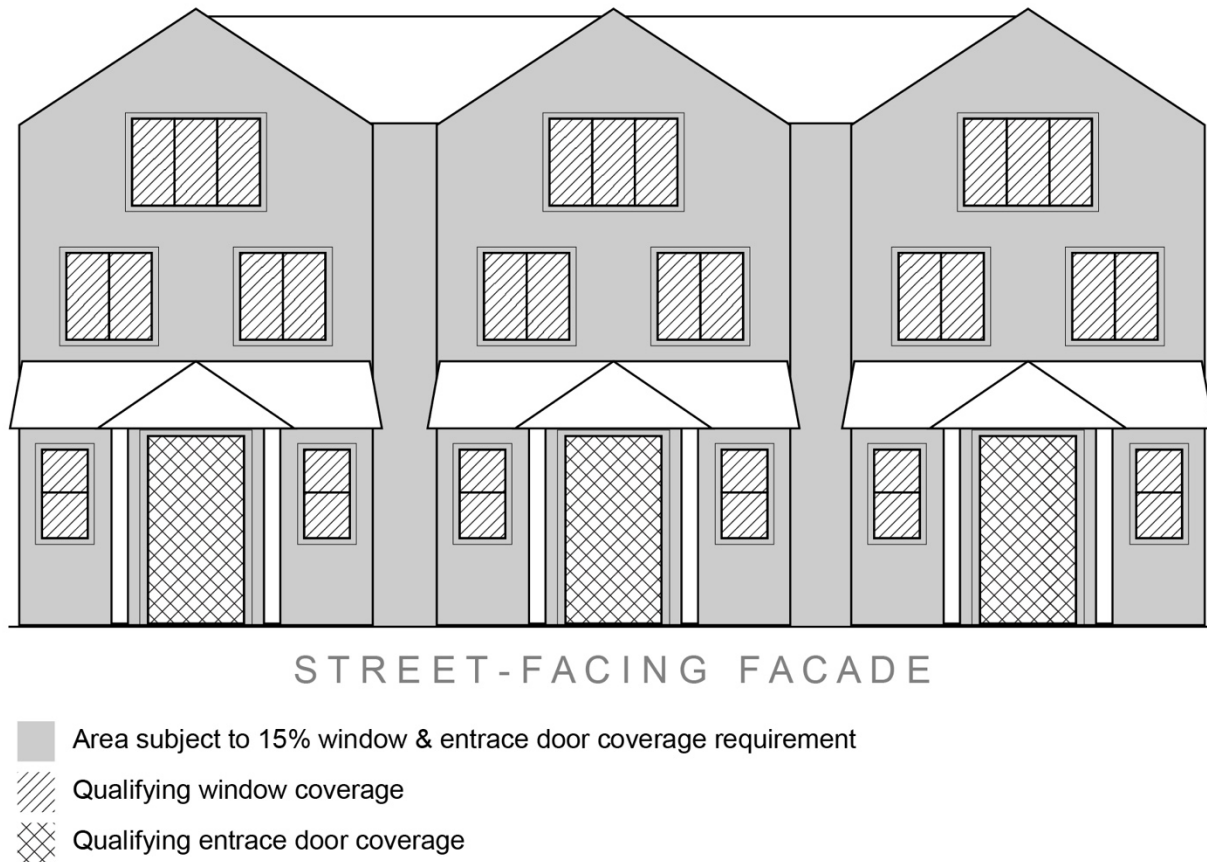 STREET-FACING FACADE
Area subject to 15% window & entrace door coverage requirement
Qualifying window coverage
Qualifying entrace door coverage